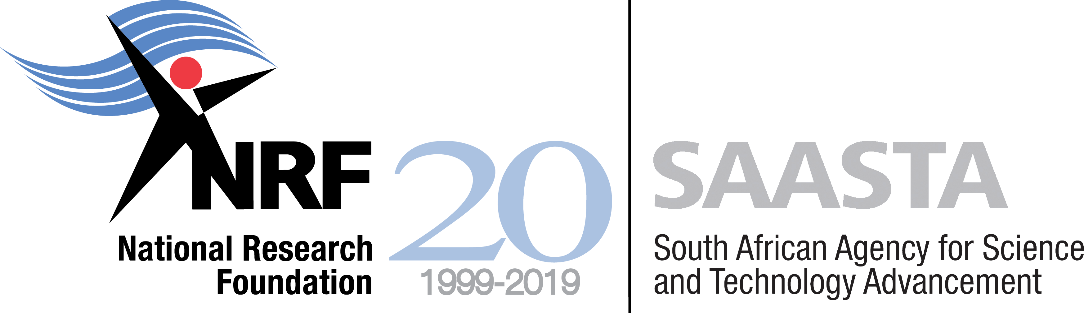 NRF
National Research
Foundation
20
1999-2019
SAASTA
South African Agency for Science
and Technology Advancement